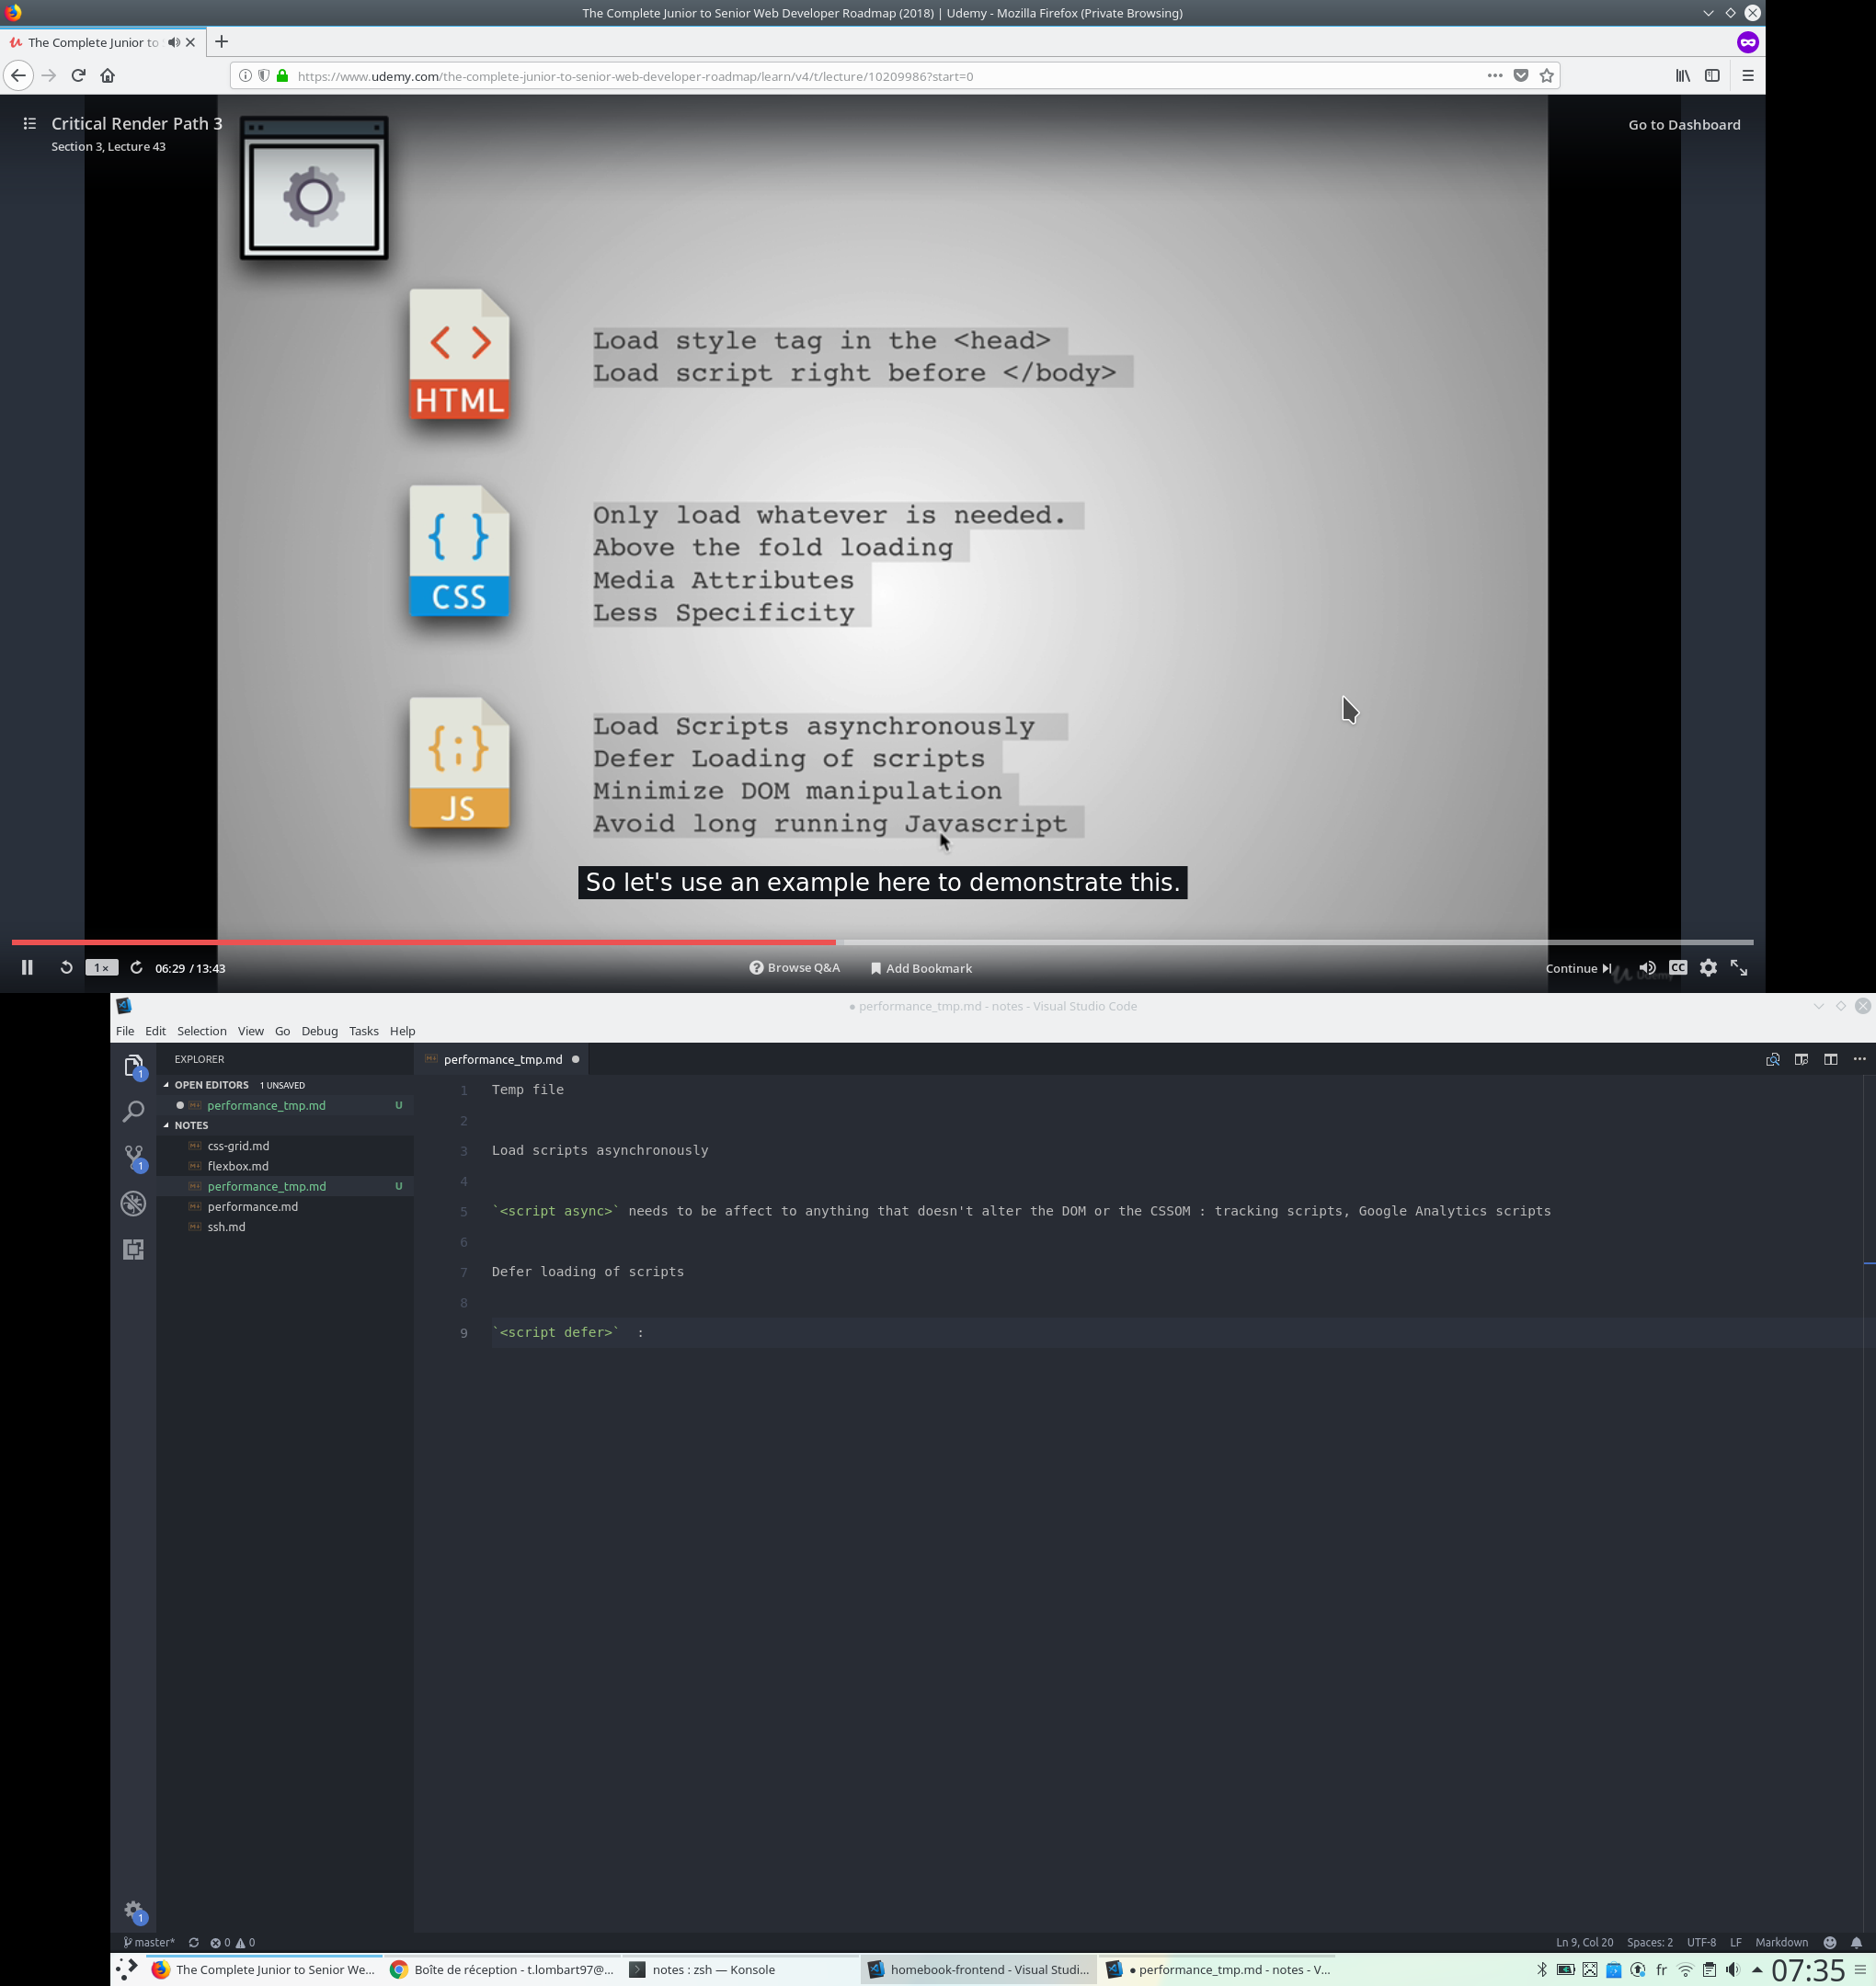 The Complete Junior to Senior Web Developer Roadmap (2018) | Udemy - Mozilla Firefox (Private Browsing)
The Complete Junior to
https://www.udemy.com/the-complete-junior-to-senior-web-developer-roadmap/learn/v4/t/lecture/10209986?start=0
Critical Render Path 3
Go to Dashboard
Section 3, Lecture 43
< >
HTML
Load style tag in the <head>
Load script right before </body>
{ }
CSS
Only load whatever is needed.
Above the fold loading
Media Attributes
Less Specificity
{;}
JS
Load Scripts asynchronously
Defer Loading of scripts
Minimize DOM manipulation
Avoid long running Javascript
So let's use an example here to demonstrate this.
1×
06:29 / 13:43
Browse Q&A
Add Bookmark
Continue
CC
● performance_tmp.md - notes - Visual Studio Code
File Edit Selection View Go Debug Tasks Help
EXPLORER
performance_tmp.md ●
OPEN EDITORS 1 UNSAVED
performance_tmp.md U
NOTES
css-grid.md
flexbox.md
performance_tmp.md U
performance.md
ssh.md
1
1
1
1 Temp file
2
3 Load scripts asynchronously
4
5 `<script async>` needs to be affect to anything that doesn't alter the DOM or the CSSOM : tracking scripts, Google Analytics scripts
6
7 Defer loading of scripts
8
9 `<script defer>`  :
master* 0 0
Ln 9, Col 20 Spaces: 2 UTF-8 LF Markdown
The Complete Junior to Senior We...
Boîte de réception - t.lombart97@...
notes : zsh — Konsole
homebook-frontend - Visual Studi...
● performance_tmp.md - notes - V...
fr
07:35